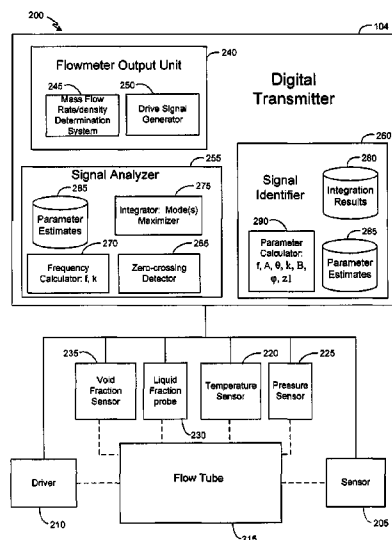 200
104
Flowmeter Output Unit
240
245
250
Mass Flow
Rate/density
Determination
System
Drive Signal
Generator
Digital
Transmitter
255
Signal Analyzer
275
285
Parameter
Estimates
Integrator: Mode(s)
Meximizer
270
265
Frequency
Calculator: f, k
Zero-crossing
Detector
260
Signal
Identifier
280
Integration
Results
290
Parameter
Calculator:
f, A, θ, k, B,
φ, z]
285
Parameter
Estimates
235
220
225
Void
Fraction
Sensor
Liquid
Fraction
probe
Temperature
Sensor
Pressure
Sensor
230
Driver
Flow Tube
Sensor
210
215
205